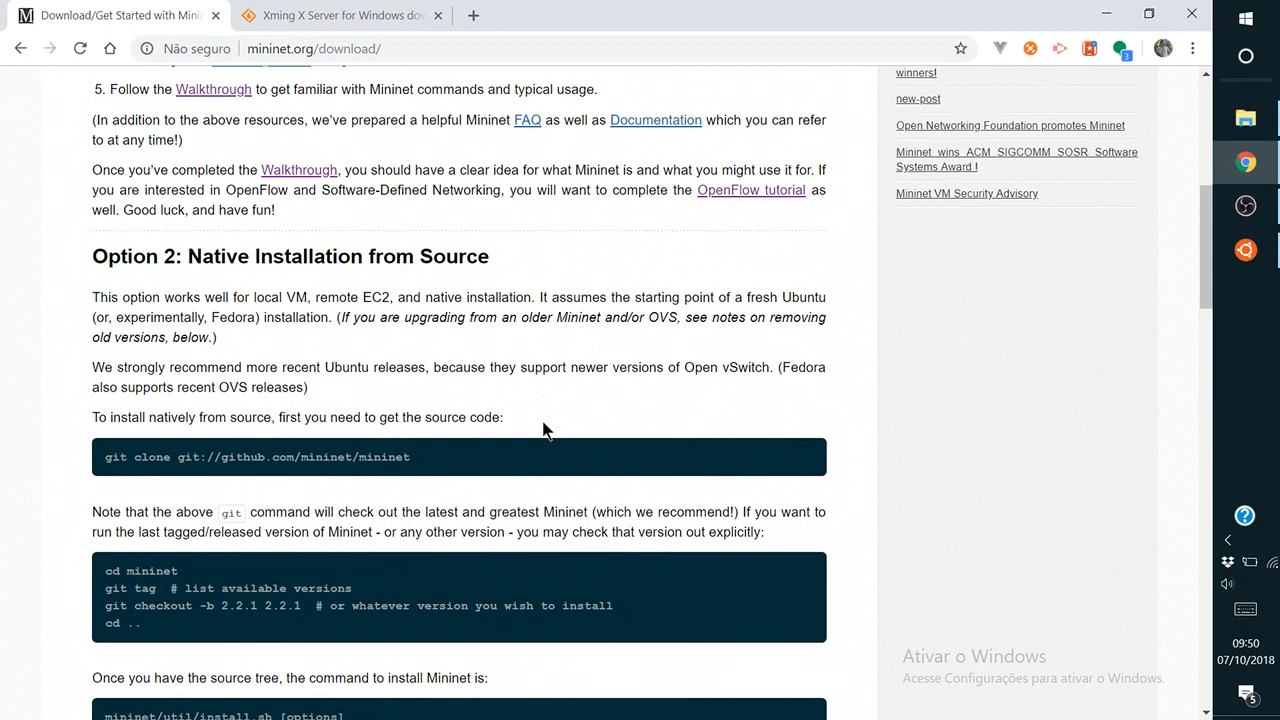 Download/Get Started with Mini
Xming X Server for Windows dov
Não seguro
mininet.org/download/
5. Follow the Walkthrough to get familiar with Mininet commands and typical usage.
(In addition to the above resources, we've prepared a helpful Mininet FAQ as well as Documentation which you can refer
to at any time!)
Once you've completed the Walkthrough, you should have a clear idea for what Mininet is and what you might use it for. If
you are interested in OpenFlow and Software-Defined Networking, you will want to complete the OpenFlow tutorial as
well. Good luck, and have fun!
Option 2: Native Installation from Source
This option works well for local VM, remote EC2, and native installation. It assumes the starting point of a fresh Ubuntu
(or, experimentally, Fedora) installation. (If you are upgrading from an older Mininet and/or OVS, see notes on removing
old versions, below.)
We strongly recommend more recent Ubuntu releases, because they support newer versions of Open vSwitch. (Fedora
also supports recent OVS releases)
To install natively from source, first you need to get the source code:
git clone git://github.com/mininet/mininet
Note that the above git command will check out the latest and greatest Mininet (which we recommend!) If you want to
run the last tagged/released version of Mininet - or any other version - you may check that version out explicitly:
cd mininet
git tag  # list available versions
git checkout -b 2.2.1 2.2.1  # or whatever version you wish to install
cd ..
Once you have the source tree, the command to install Mininet is:
mininet/util/install.sh [options]
winners!
new-post
Open Networking Foundation promotes Mininet
Mininet wins ACM SIGCOMM SOSR Software
Systems Award !
Mininet VM Security Advisory
Ativar o Windows
Acesse Configurações para ativar o Windows.
3
09:50
07/10/2018
5